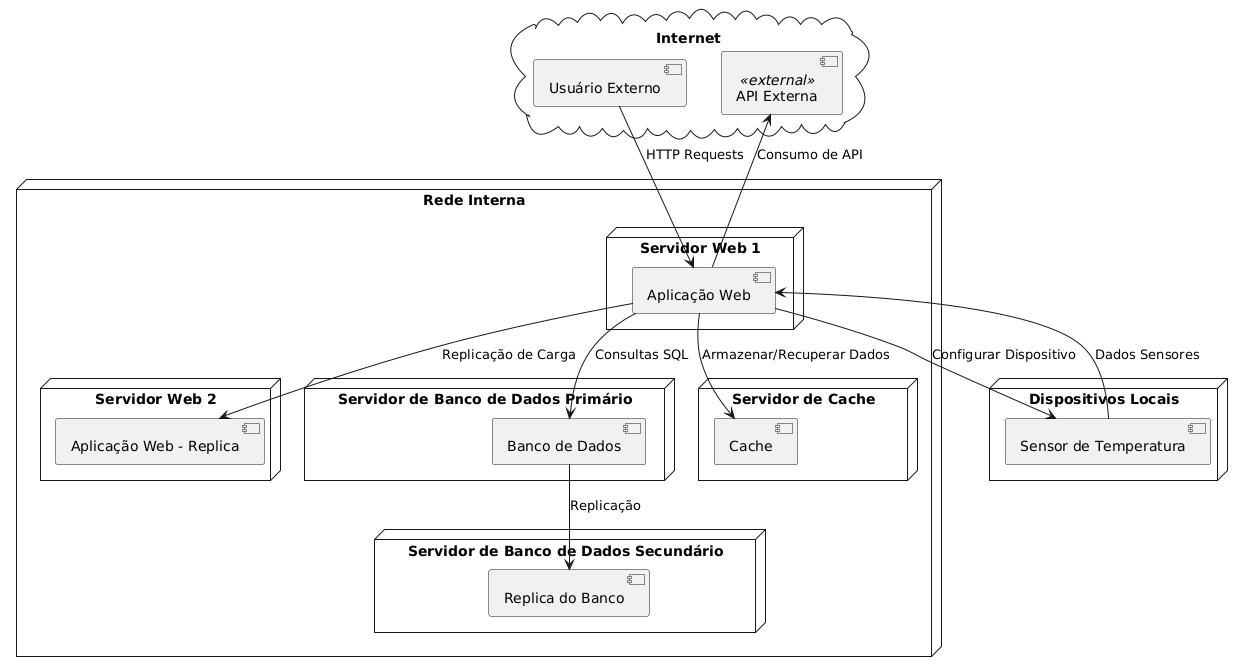 Internet
Usuário Externo
«external»
API Externa
HTTP Requests
Consumo de API
Rede Interna
Servidor Web 1
Aplicação Web
Replicação de Carga
Consultas SQL
Armazenar/Recuperar Dados
Configurar Dispositivo
Dados Sensores
Servidor Web 2
Aplicação Web - Replica
Servidor de Banco de Dados Primário
Banco de Dados
Servidor de Cache
Cache
Dispositivos Locais
Sensor de Temperatura
Replicação
Servidor de Banco de Dados Secundário
Replica do Banco